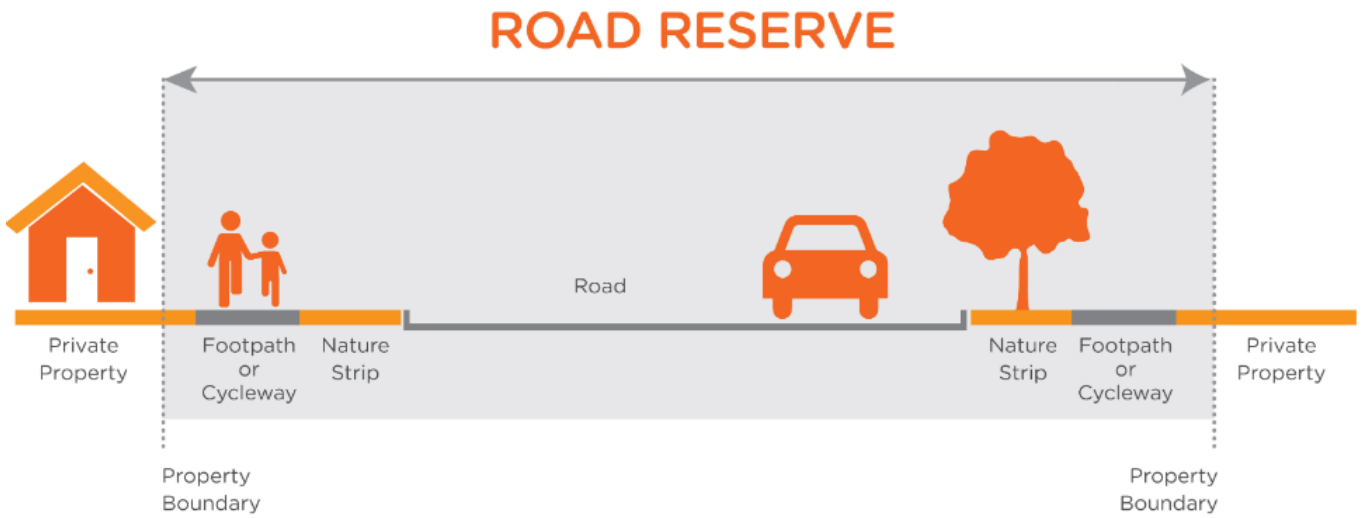 ROAD RESERVE
Road
Private
Property
Footpath
or
Cycleway
Nature
Strip
Nature
Strip
Footpath
or
Cycleway
Private
Property
Property
Boundary
Property
Boundary